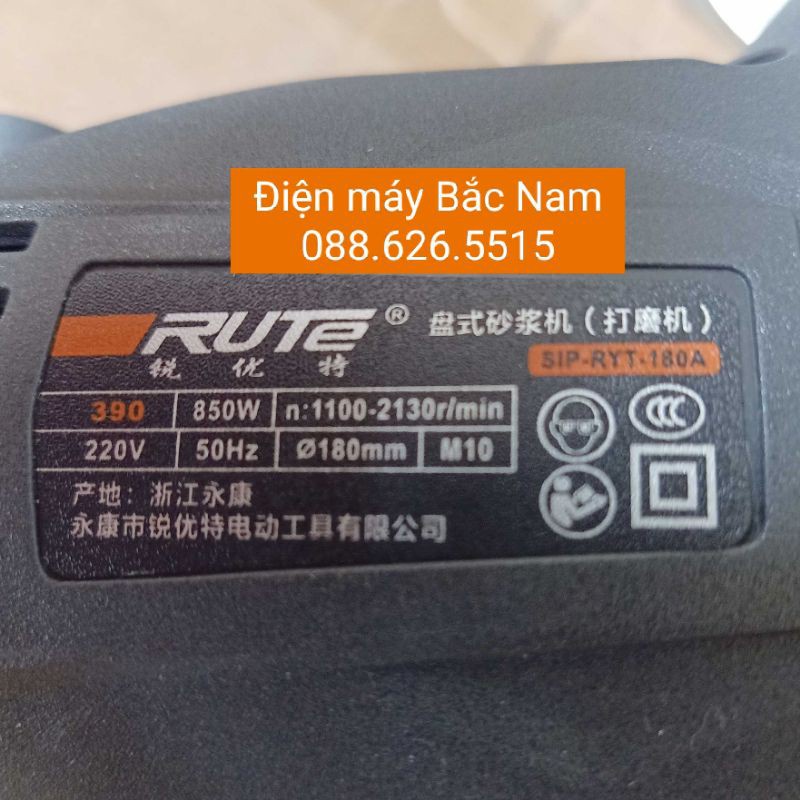 Điện máy Bắc Nam
088.626.5515
RUTE® 盘式砂浆机（打磨机）
锐优特 SIP-RYT-180A
390 850W n:1100-2130r/min
220V 50Hz Ø180mm M10
产地：浙江永康
永康市锐优特电动工具有限公司